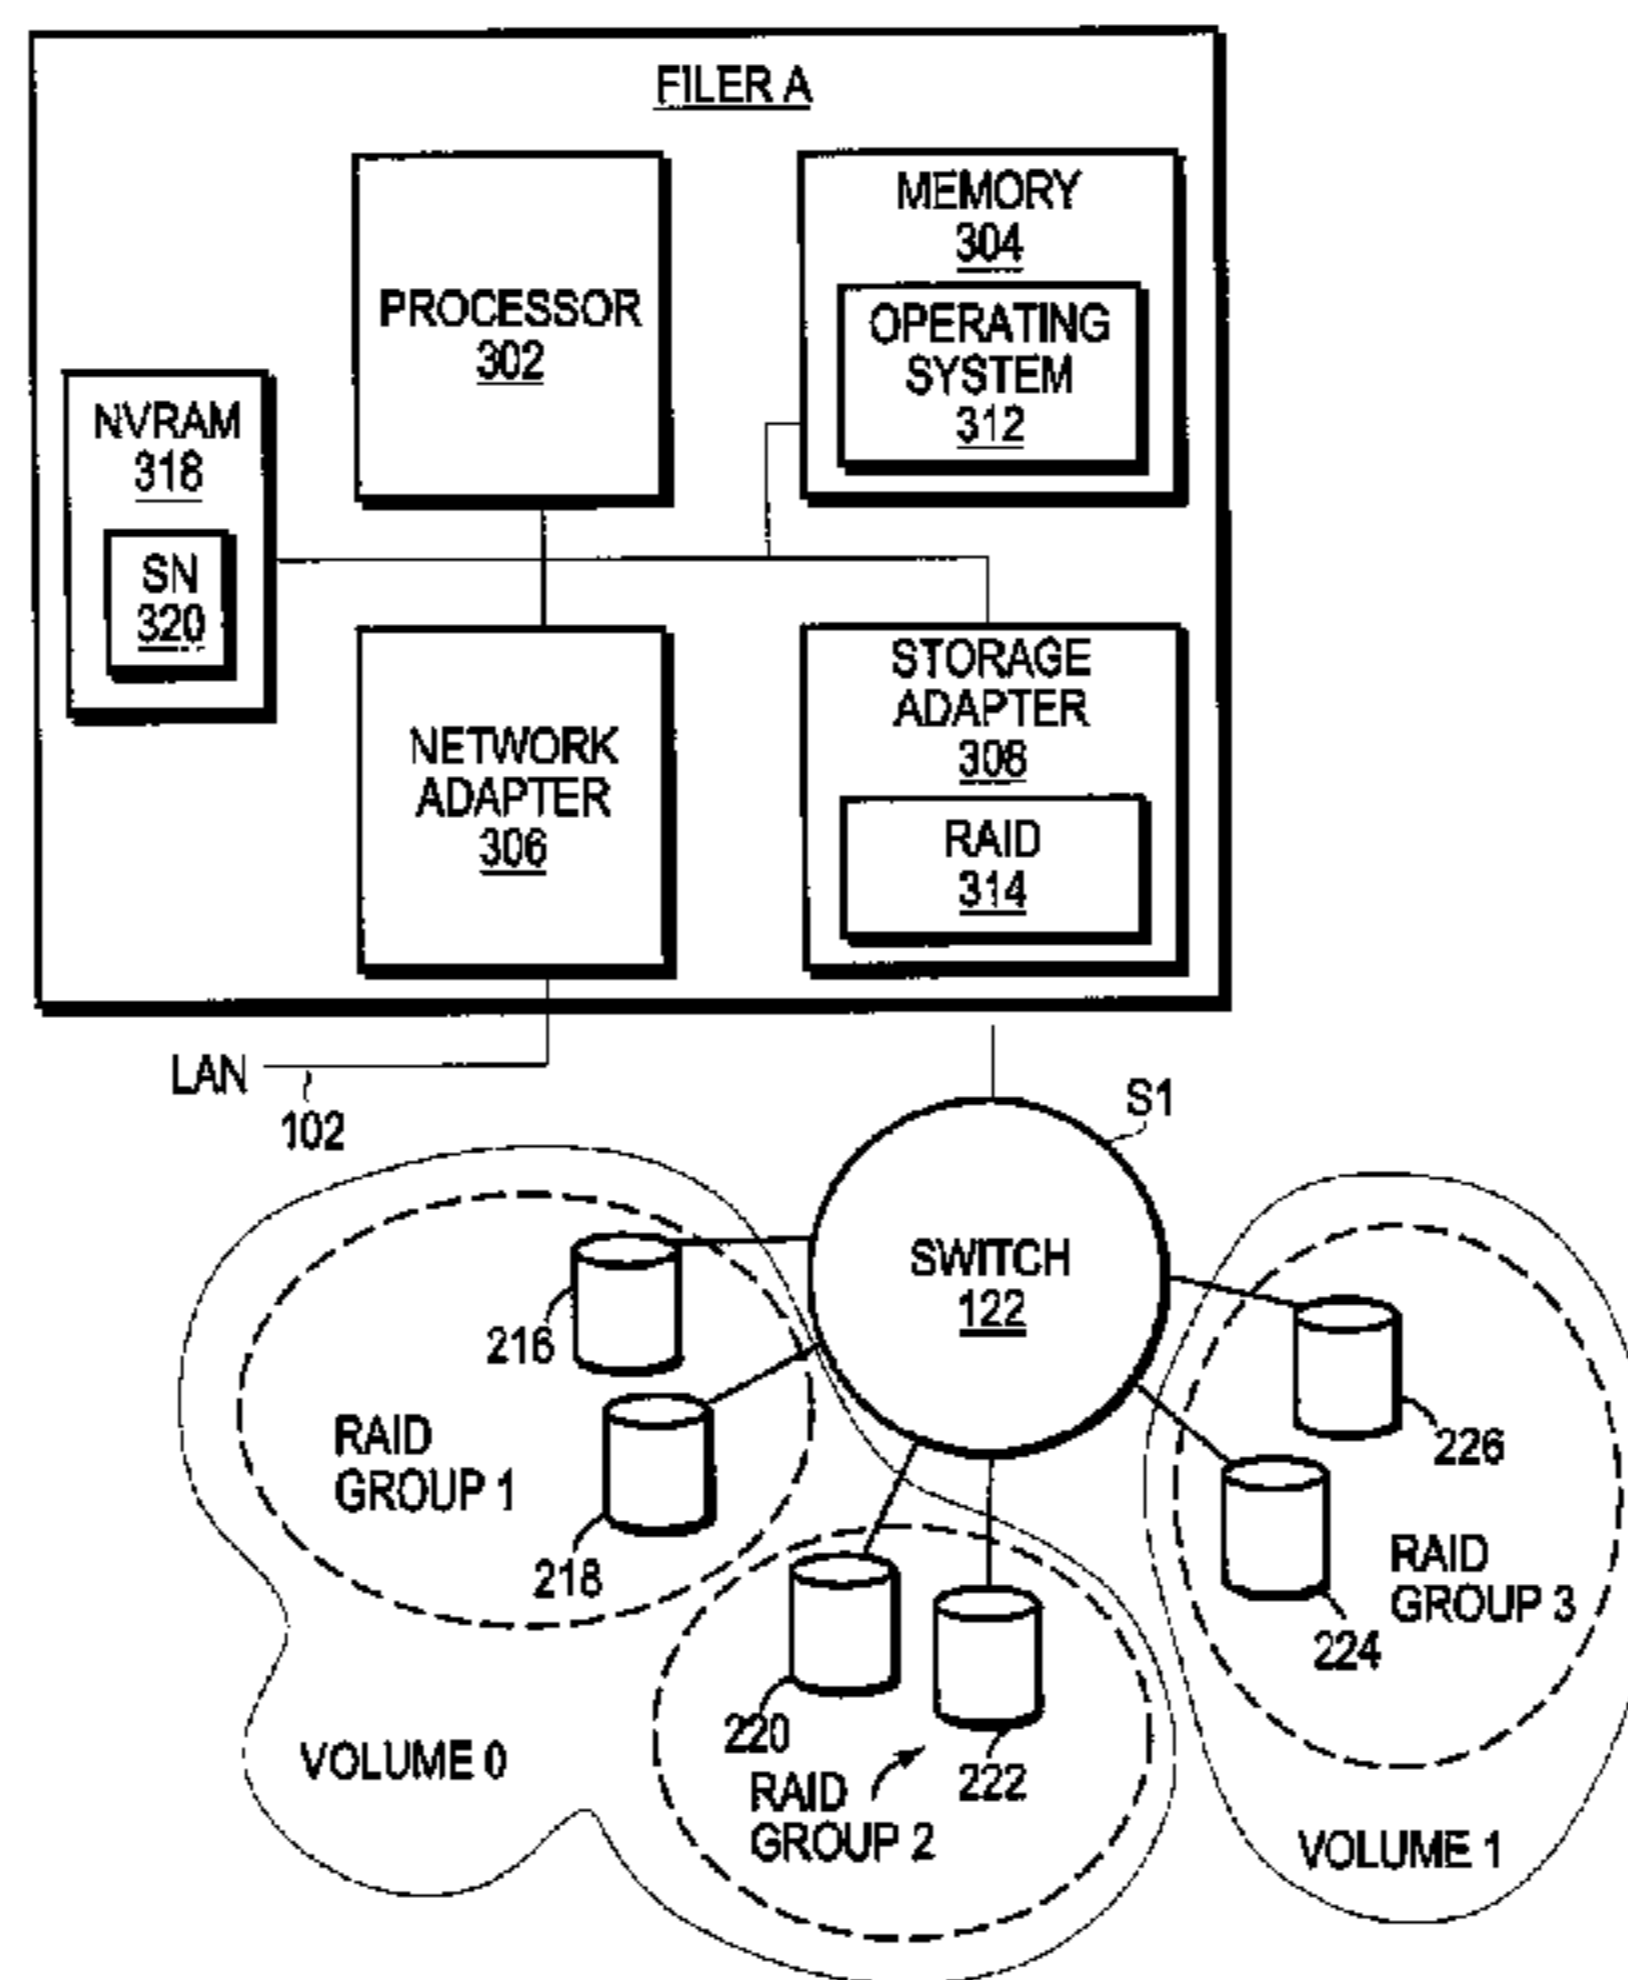 FILER A
PROCESSOR
302
MEMORY
304
OPERATING
SYSTEM
312
NVRAM
318
SN
320
NETWORK
ADAPTER
306
STORAGE
ADAPTER
308
RAID
314
LAN
102
S1
SWITCH
122
216
RAID
GROUP 1
218
226
RAID
GROUP 3
224
220
222
RAID
GROUP 2
VOLUME 0
VOLUME 1